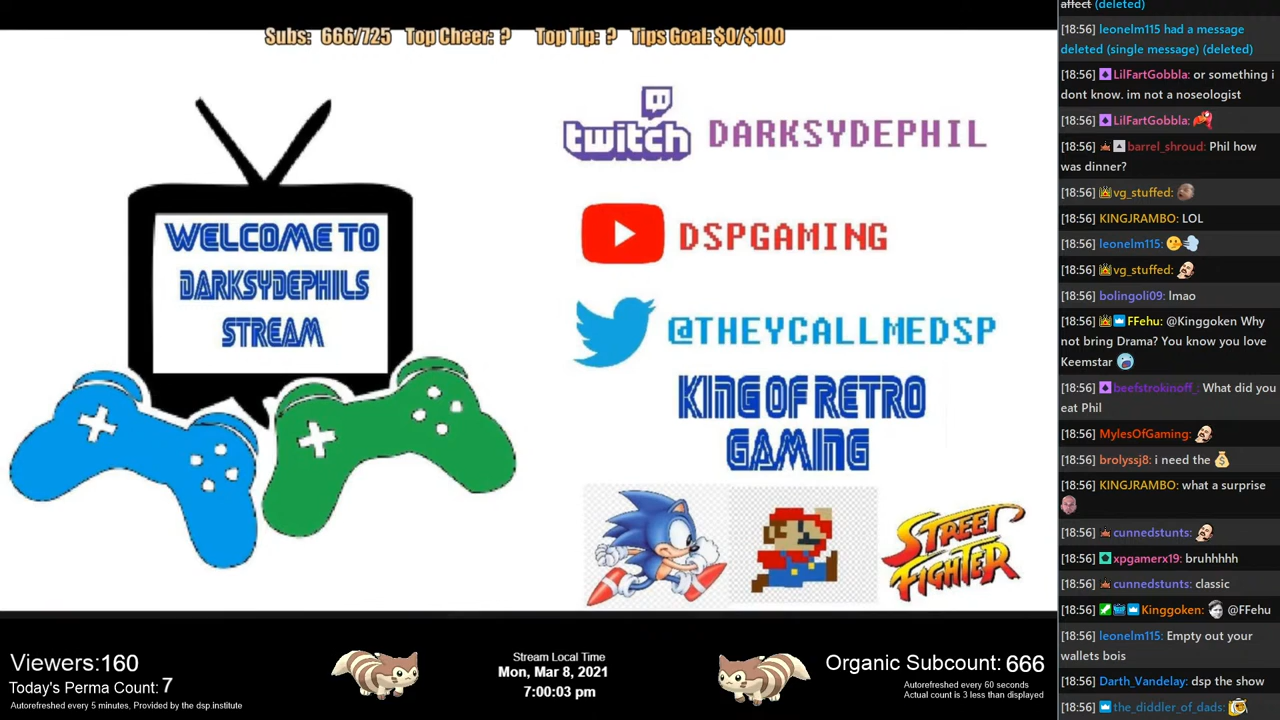 Subs: 666/725 Top Cheer: ? Top Tip: ? Tips Goal: $0/$100
WELCOME TO
DARKSYDEPHILS
STREAM
twitch DARKSYDEPHIL
DSPGAMING
@THEYCALLMEDSP
KING OF RETRO
GAMING
STREET
FIGHTER
Viewers:160
Today's Perma Count: 7
Autorefreshed every 5 minutes, Provided by the dsp.institute
Stream Local Time
Mon, Mar 8, 2021
7:00:03 pm
Organic Subcount: 666
Autorefreshed every 60 seconds
Actual count is 3 less than displayed
affect (deleted)
[18:56] leonelm115 had a message
deleted (single message) (deleted)
[18:56] LilFartGobbla: or something i
dont know. im not a noseologist
[18:56] LilFartGobbla:
[18:56] barrel_shroud: Phil how
was dinner?
[18:56] vg_stuffed:
[18:56] KINGJRAMBO: LOL
[18:56] leonelm115:
[18:56] vg_stuffed:
[18:56] bolingoli09: lmao
[18:56] FFehu: @Kinggoken Why
not bring Drama? You know you love
Keemstar
[18:56] beefstrokinoff_: What did you
eat Phil
[18:56] MylesOfGaming:
[18:56] brolyssj8: i need the
[18:56] KINGJRAMBO: what a surprise
[18:56] cunnedstunts:
[18:56] xpgamerx19: bruhhhh
[18:56] cunnedstunts: classic
[18:56] Kinggoken: @FFehu
[18:56] leonelm115: Empty out your
wallets bois
[18:56] Darth_Vandelay: dsp the show
[18:56] the_diddler_of_dads: